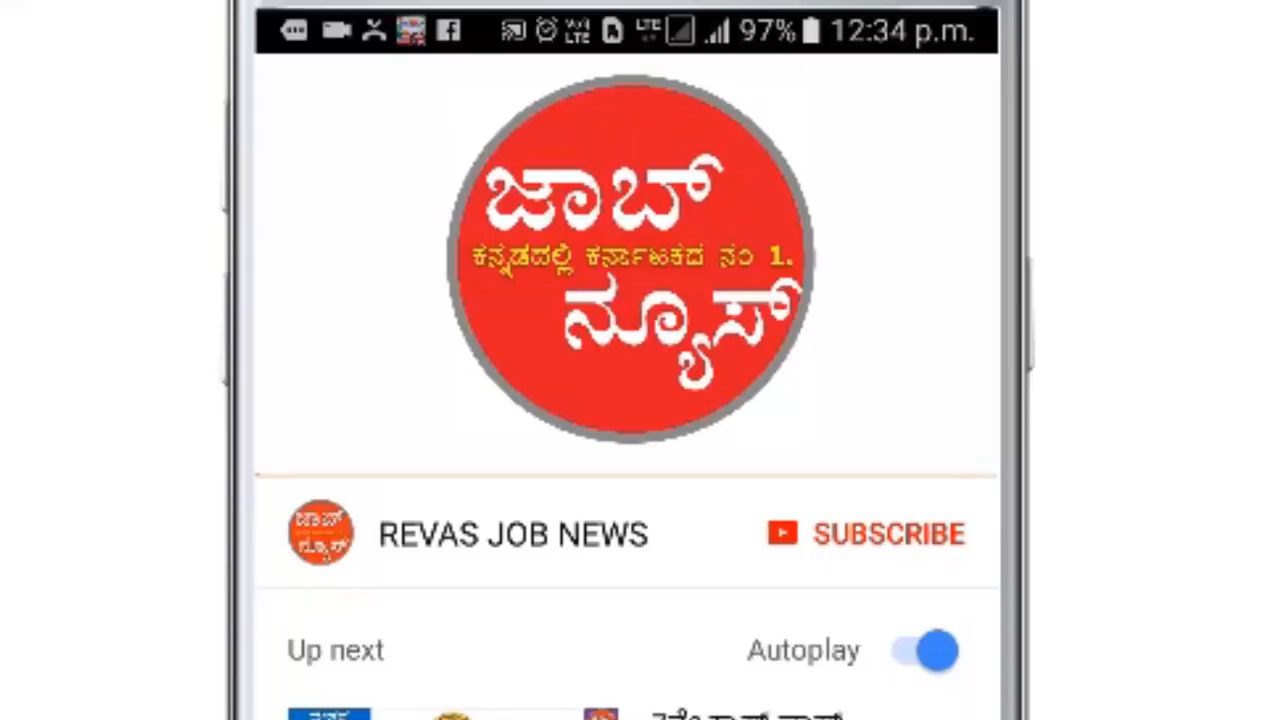 97% 12:34 p.m.
ಜಾಬ್
ಕನ್ನಡದಲ್ಲಿ ಕರ್ನಾಟಕದ ನಂ 1.
ನ್ಯೂಸ್
ಜಾಬ್
ನ್ಯೂಸ್
REVAS JOB NEWS
SUBSCRIBE
Up next
Autoplay